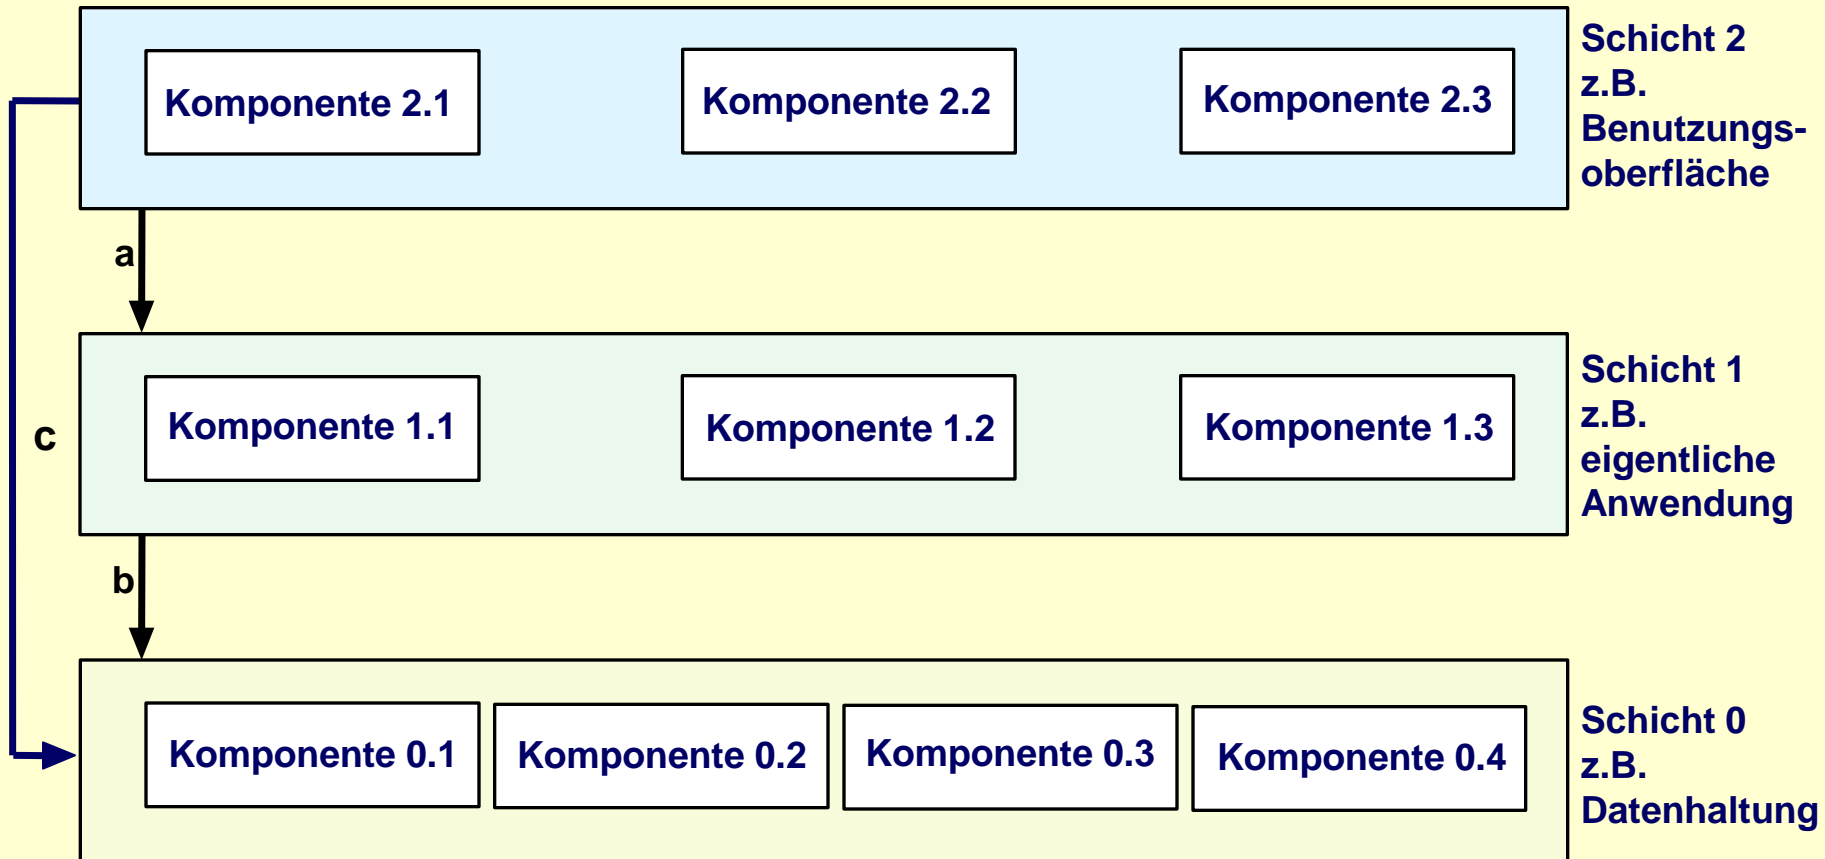 Komponente 2.1
Komponente 2.2
Komponente 2.3
Schicht 2
z.B.
Benutzungs-
oberfläche
a
Komponente 1.1
Komponente 1.2
Komponente 1.3
Schicht 1
z.B.
eigentliche
Anwendung
c
b
Komponente 0.1
Komponente 0.2
Komponente 0.3
Komponente 0.4
Schicht 0
z.B.
Datenhaltung